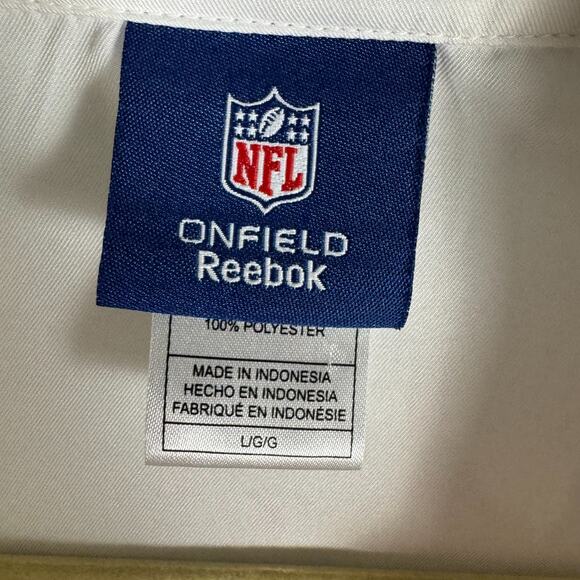 NFL
ONFIELD
Reebok
100% POLYESTER
MADE IN INDONESIA
HECHO EN INDONESIA
FABRIQUÉ EN INDONÉSIE
L/G/G